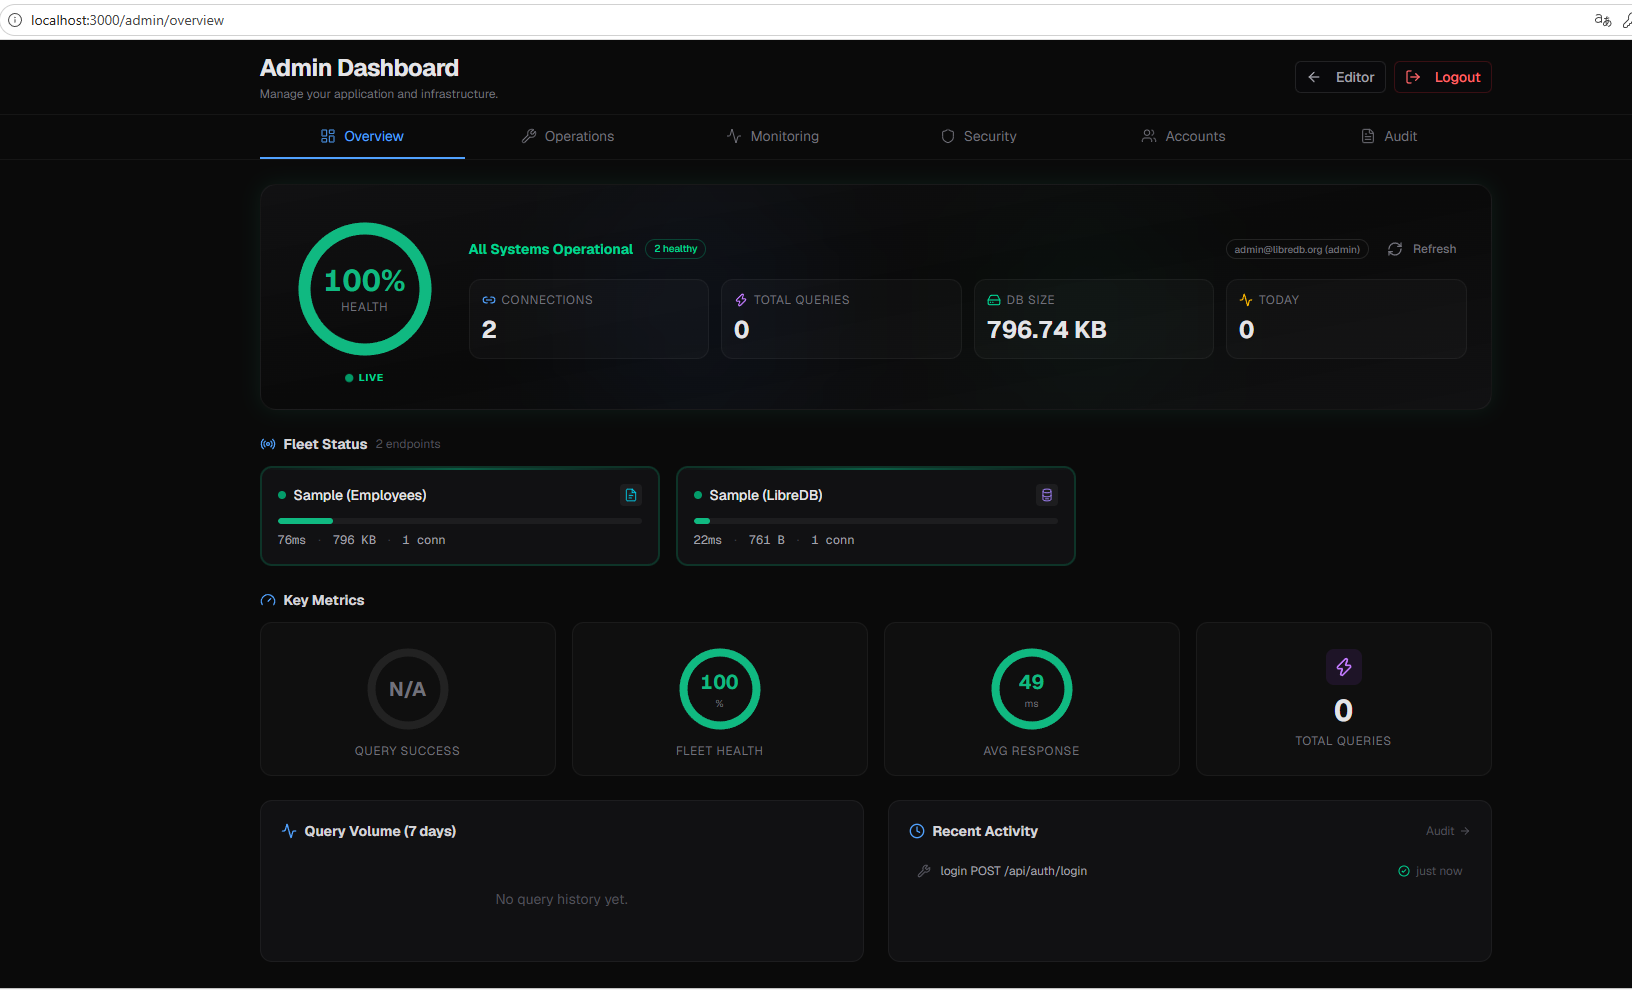 localhost:3000/admin/overview
Admin Dashboard
Manage your application and infrastructure.
Editor
Logout
Overview
Operations
Monitoring
Security
Accounts
Audit
100%
HEALTH
LIVE
All Systems Operational
2 healthy
admin@libredb.org (admin)
Refresh
CONNECTIONS
2
TOTAL QUERIES
0
DB SIZE
796.74 KB
TODAY
0
Fleet Status 2 endpoints
Sample (Employees)
76ms · 796 KB · 1 conn
Sample (LibreDB)
22ms · 761 B · 1 conn
Key Metrics
N/A
QUERY SUCCESS
100
%
FLEET HEALTH
49
ms
AVG RESPONSE
0
TOTAL QUERIES
Query Volume (7 days)
No query history yet.
Recent Activity
Audit →
login POST /api/auth/login
just now